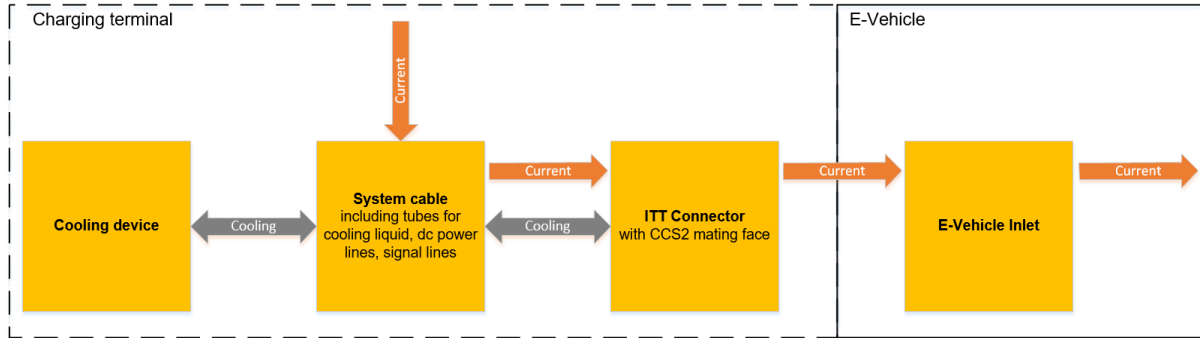 Charging terminal
E-Vehicle
Current
Cooling device
Cooling
System cable
including tubes for
cooling liquid, dc power
lines, signal lines
Current
Cooling
ITT Connector
with CCS2 mating face
Current
E-Vehicle Inlet
Current